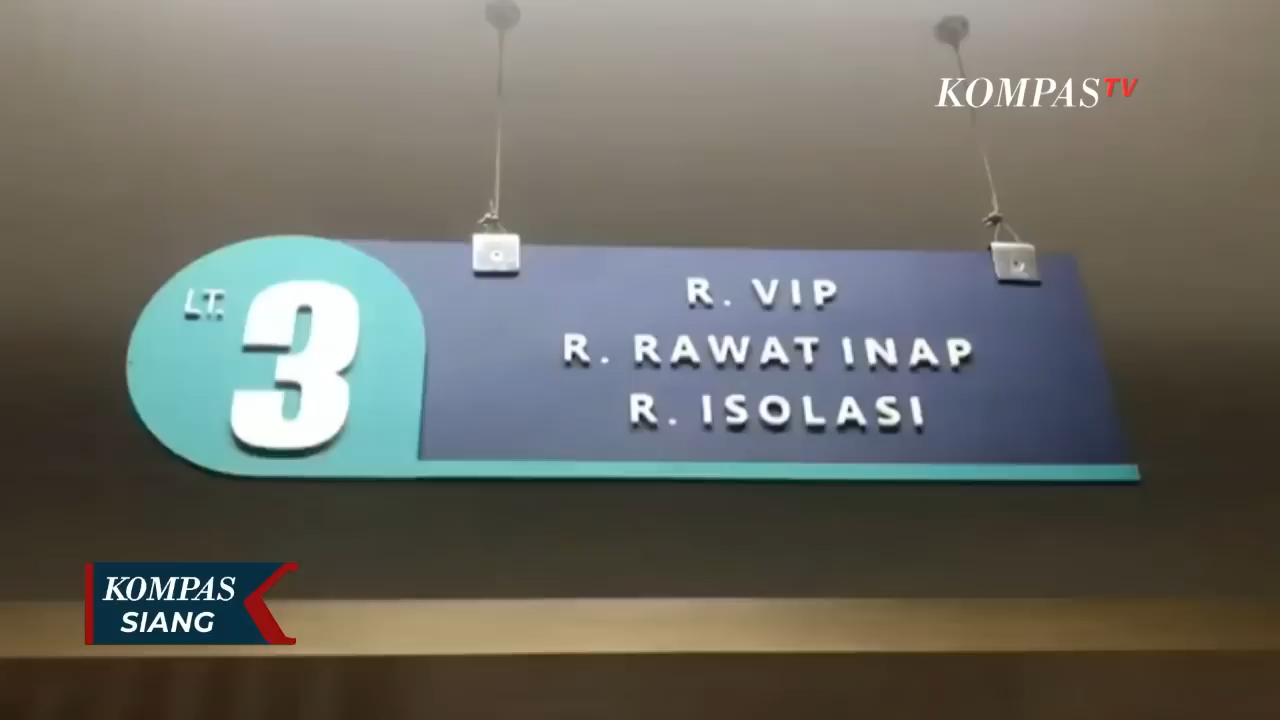 KOMPASTV
LT. 3
R. VIP
R. RAWAT INAP
R. ISOLASI
KOMPAS
SIANG